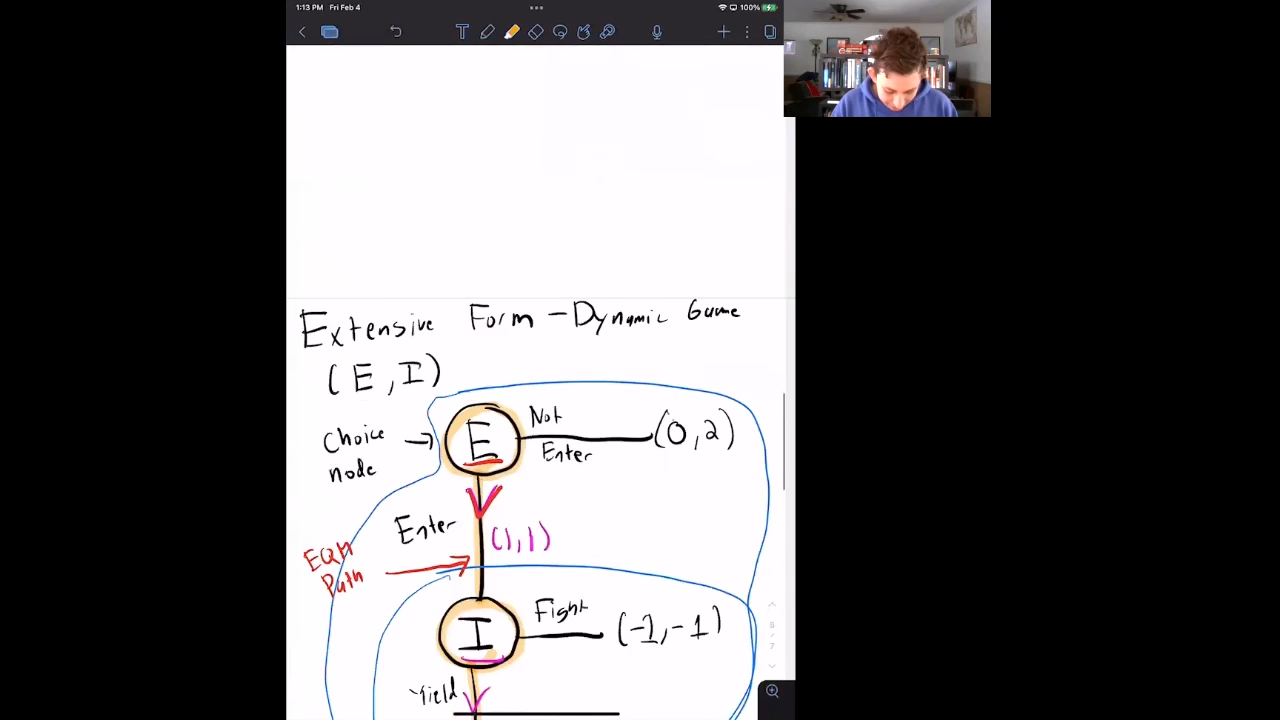 1:13 PM Fri Feb 4
100%
Extensive Form - Dynamic Game
(E, I)
E
Not
Enter
(0, 2)
Choice
node
Enter
(1, 1)
EQM
Path
I
Fight
(-1, -1)
Yield